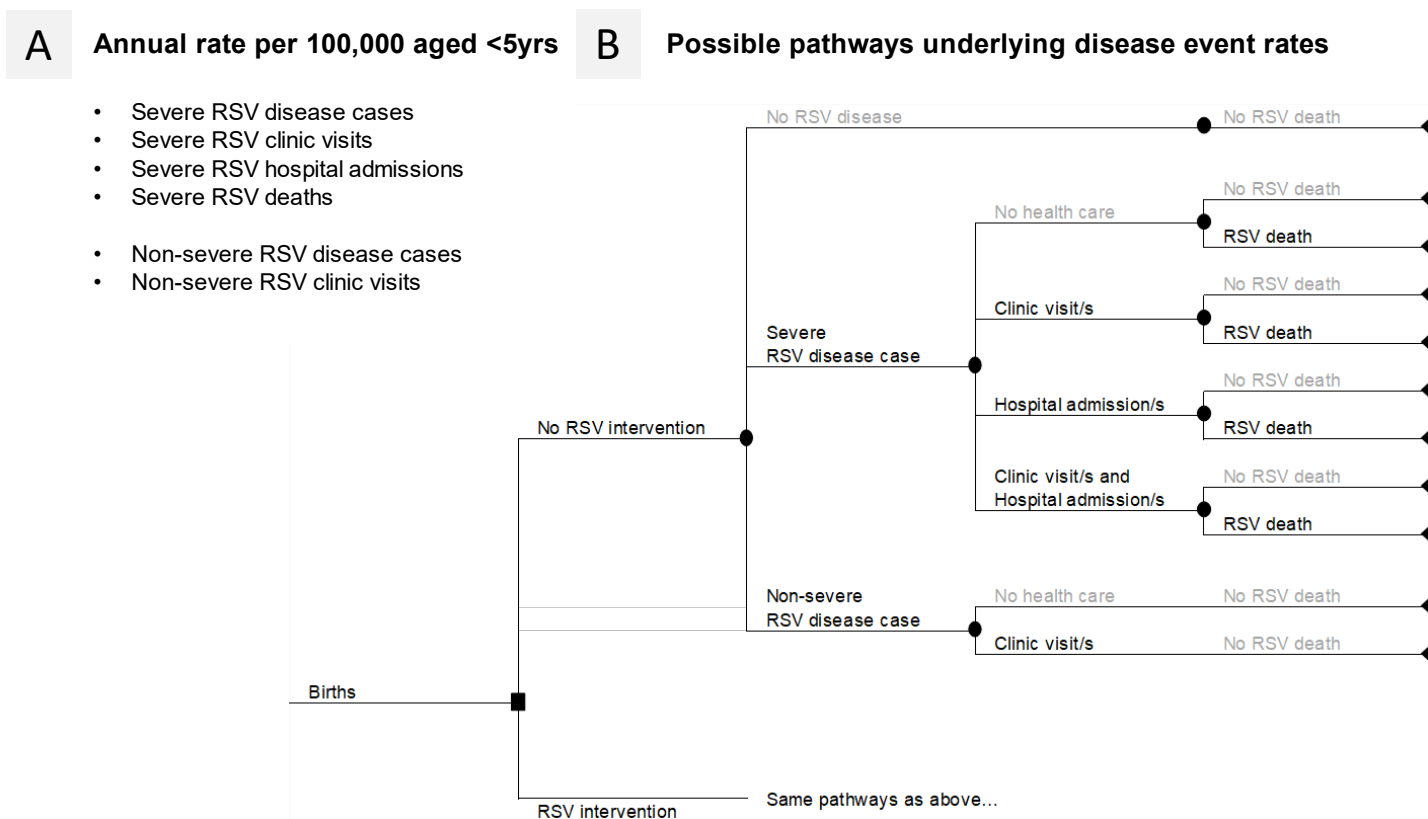 A
Annual rate per 100,000 aged <5yrs
• Severe RSV disease cases
• Severe RSV clinic visits
• Severe RSV hospital admissions
• Severe RSV deaths
• Non-severe RSV disease cases
• Non-severe RSV clinic visits
B
Possible pathways underlying disease event rates
No RSV disease
No RSV death
No health care
No RSV death
RSV death
Clinic visit/s
No RSV death
RSV death
Severe
RSV disease case
Hospital admission/s
No RSV death
RSV death
No RSV intervention
Clinic visit/s and
Hospital admission/s
No RSV death
RSV death
Non-severe
RSV disease case
No health care
No RSV death
Clinic visit/s
No RSV death
Births
RSV intervention
Same pathways as above…